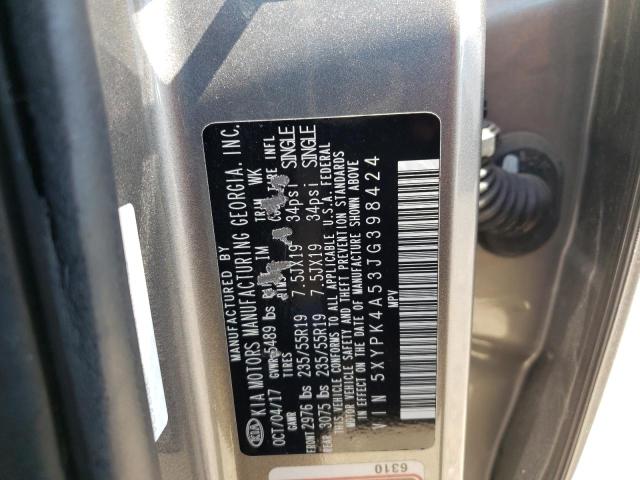 MANUFACTURED BY
KIA KIA MOTORS MANUFACTURING GEORGIA. INC.
OCT/04/17 1M TRIM WK
GVWR 5489 lbs
GAWR TIRES INFL
FRONT 2976 lbs 235/55R19 7.5JX19 34psi SINGLE
REAR 3075 lbs 235/55R19 7.5JX19 34psi SINGLE
THIS VEHICLE CONFORMS TO ALL APPLICABLE U.S.A. FEDERAL
MOTOR VEHICLE SAFETY AND THEFT PREVENTION STANDARDS
IN EFFECT ON THE DATE OF MANUFACTURE SHOWN ABOVE
VIN 5XYPK4A53JG398424
MPV
6310